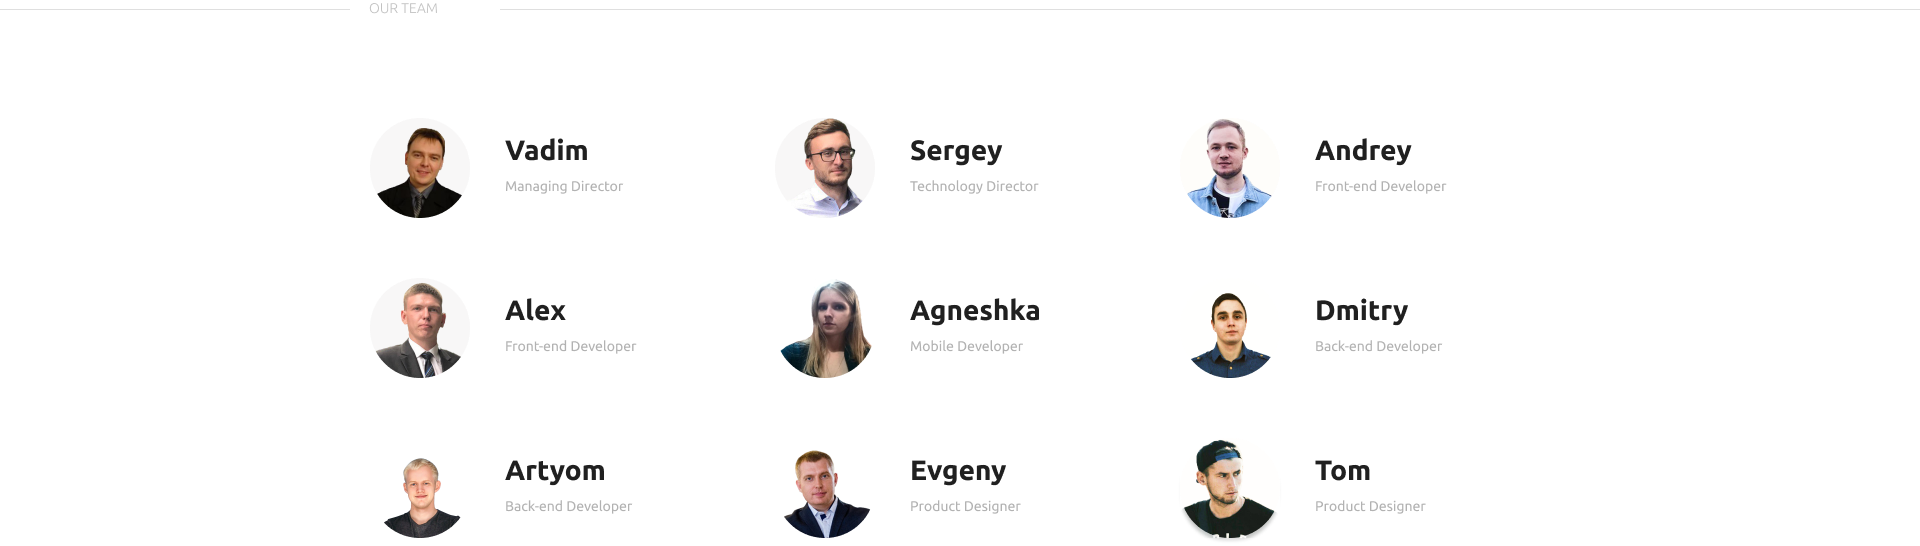 OUR TEAM
Vadim
Managing Director
Sergey
Technology Director
Andrey
Front-end Developer
Alex
Front-end Developer
Agneshka
Mobile Developer
Dmitry
Back-end Developer
Artyom
Back-end Developer
Evgeny
Product Designer
Tom
Product Designer